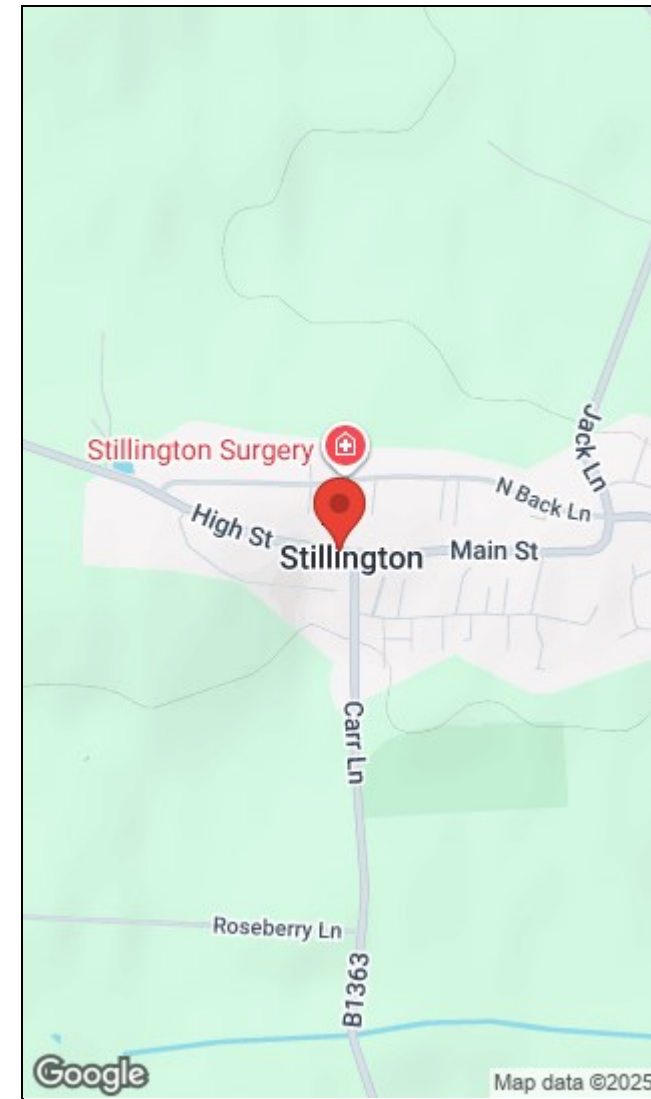 Stillington Surgery
Jack Ln
N Back Ln
High St
Stillington
Main St
Carr Ln
Roseberry Ln
B1363
Google
Map data ©2025